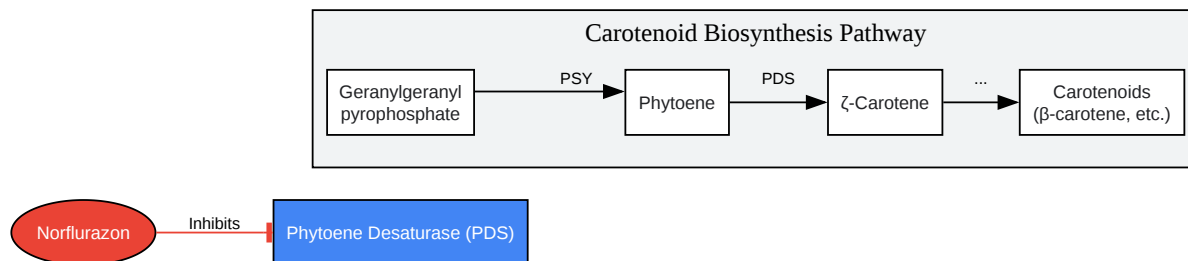 Carotenoid Biosynthesis Pathway
Geranylgeranyl
pyrophosphate
PSY
Phytoene
PDS
ζ-Carotene
...
Carotenoids
(β-carotene, etc.)
Norflurazon
Inhibits
Phytoene Desaturase (PDS)